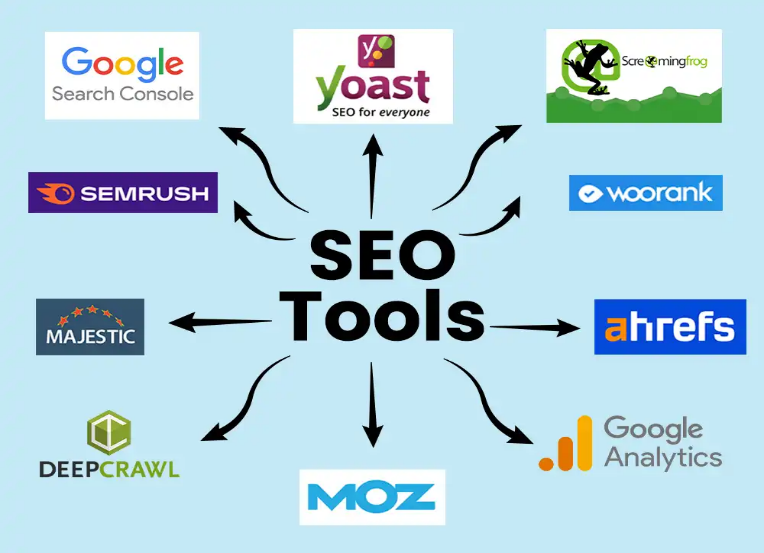 Google
Search Console
yoast
SEO for everyone
Screamingfrog
SEMRUSH
woorank
SEO
Tools
MAJESTIC
ahrefs
DEEPCRAWL
Google
Analytics
MOZ